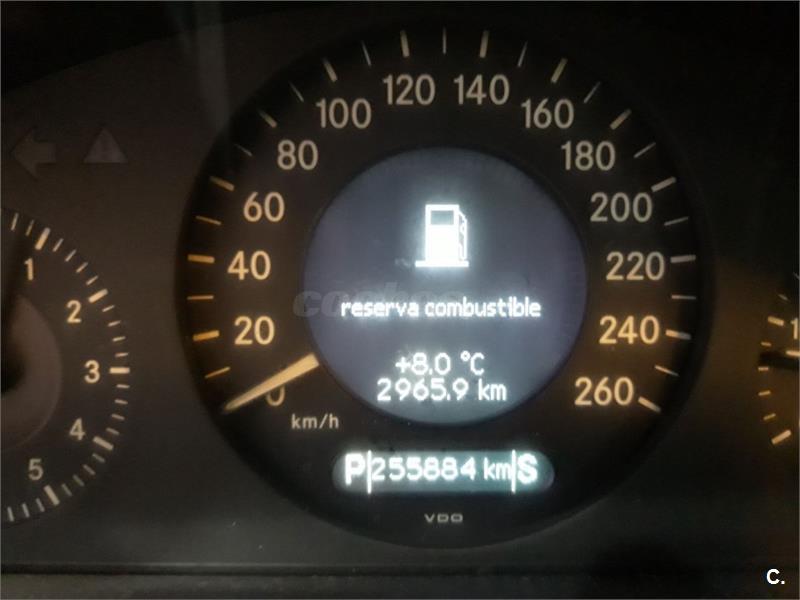 120 140
100 160
80 180
60 200
40 220
20 240
0 260
km/h
reserva combustible
+8.0 °C
2965.9 km
P 255884 km S
VDO
1
2
3
4
5
1
C.